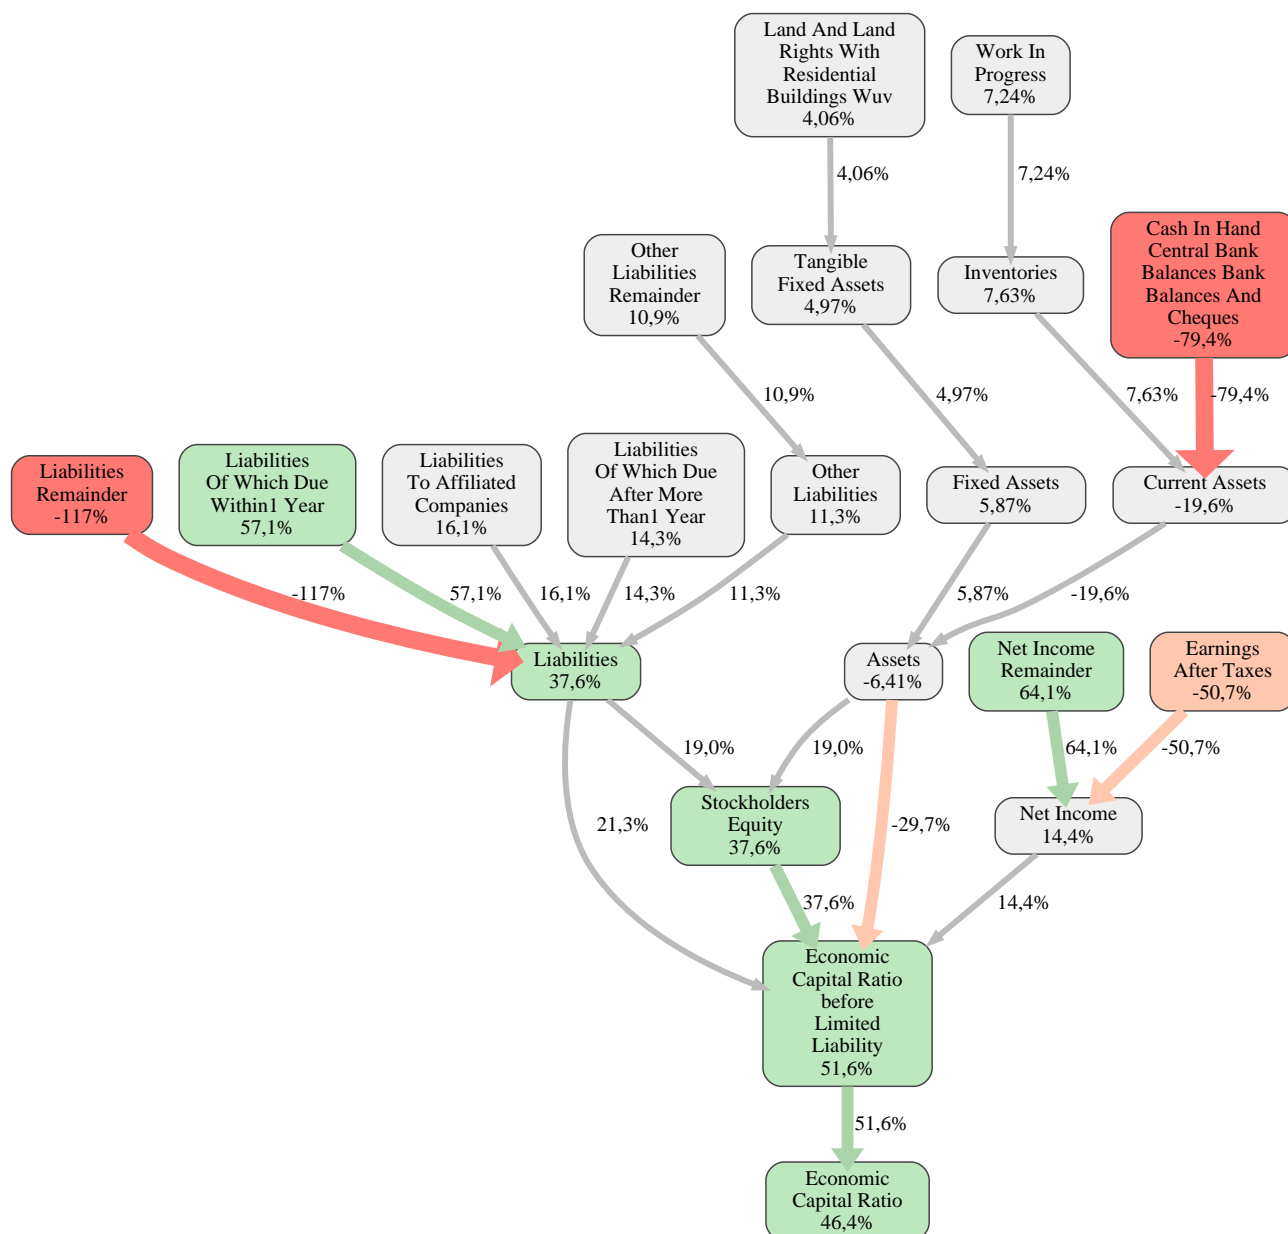 Land And Land
Rights With
Residential
Buildings Wuv
4,06%
Work In
Progress
7,24%
4,06%
7,24%
Other
Liabilities
Remainder
10,9%
Tangible
Fixed Assets
4,97%
Inventories
7,63%
Cash In Hand
Central Bank
Balances Bank
Balances And
Cheques
-79,4%
10,9%
4,97%
7,63%
-79,4%
Liabilities
Remainder
-117%
Liabilities
Of Which Due
Within1 Year
57,1%
Liabilities
To Affiliated
Companies
16,1%
Liabilities
Of Which Due
After More
Than1 Year
14,3%
Other
Liabilities
11,3%
Fixed Assets
5,87%
Current Assets
-19,6%
-117%
57,1%
16,1%
14,3%
11,3%
5,87%
-19,6%
Liabilities
37,6%
Assets
-6,41%
Net Income
Remainder
64,1%
Earnings
After Taxes
-50,7%
19,0%
19,0%
64,1%
-50,7%
21,3%
Stockholders
Equity
37,6%
-29,7%
Net Income
14,4%
37,6%
14,4%
Economic
Capital Ratio
before
Limited
Liability
51,6%
51,6%
Economic
Capital Ratio
46,4%